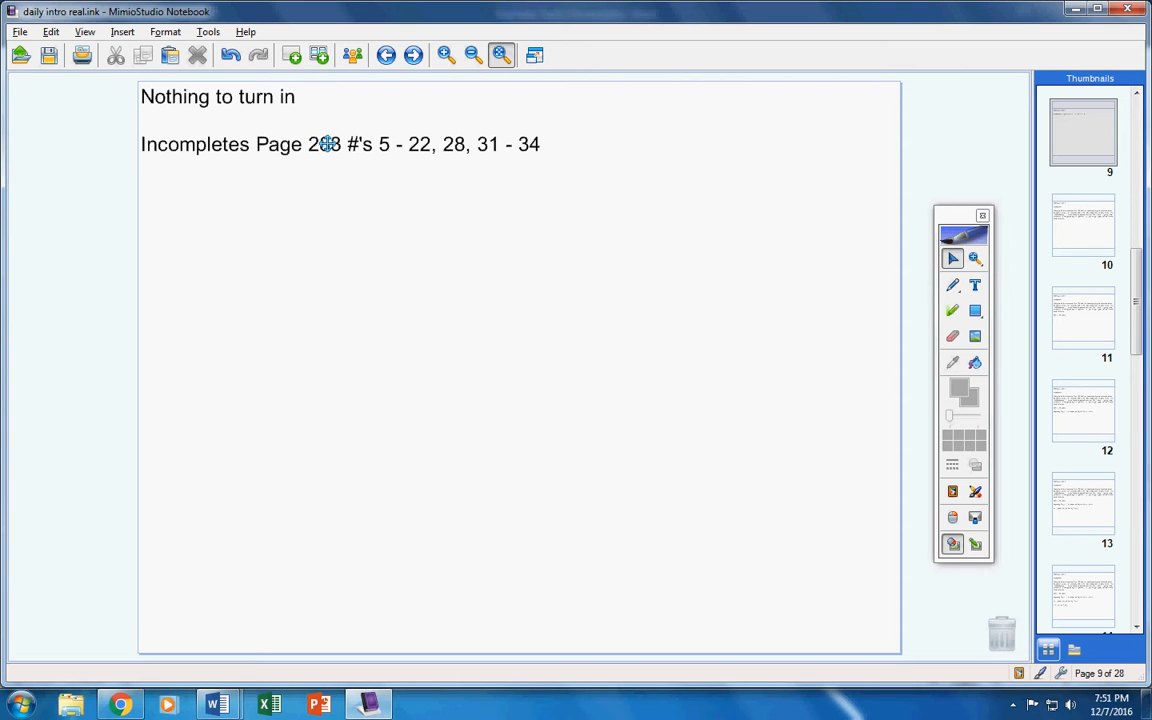 daily intro real.ink - MimioStudio Notebook
File Edit View Insert Format Tools Help
Nothing to turn in
Incompletes Page #'s 5 - 22, 28, 31 - 34
Thumbnails
9
10
11
12
13
Page 9 of 28
7:51 PM
12/7/2016